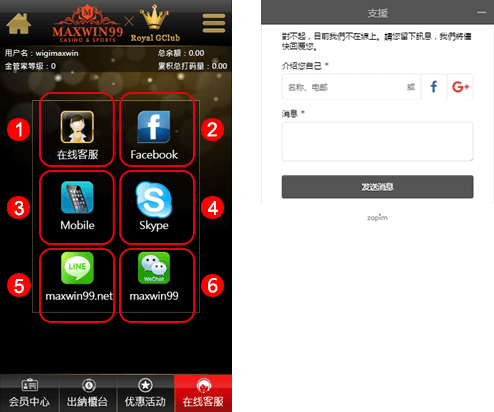 MAXWIN99
CASINO & SPORTS
Royal GClub
用户名：wigimaxwin
总余额：0.00
金管家等级：0
累积总打码量：0.00
1
在线客服
2
Facebook
3
Mobile
4
Skype
5
LINE
maxwin99.net
6
WeChat
maxwin99
会员中心
出納櫃台
优惠活动
在线客服
支援
對不起，目前我們不在線上。請您留下訊息，我們將儘
快回覆您。
介绍您自己 *
名称、电邮
或
f
G+
消息 *
发送消息
zopim